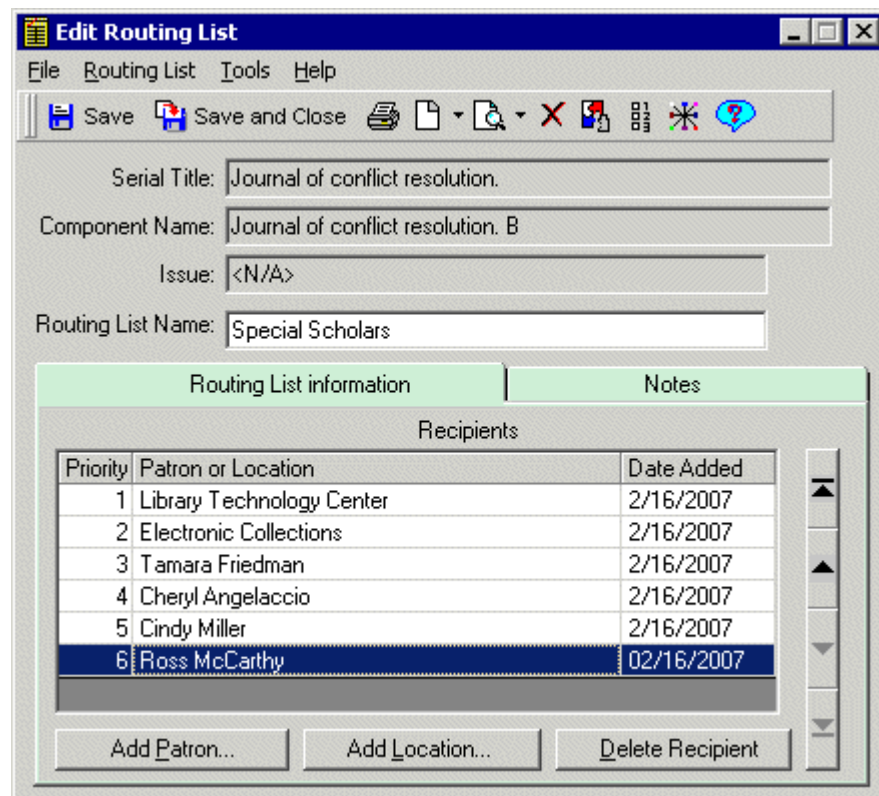 Edit Routing List
File Routing List Tools Help
Save Save and Close
Serial Title: Journal of conflict resolution.
Component Name: Journal of conflict resolution. B
Issue: <N/A>
Routing List Name: Special Scholars
Routing List information Notes
Recipients
Priority Patron or Location Date Added
1 Library Technology Center 2/16/2007
2 Electronic Collections 2/16/2007
3 Tamara Friedman 2/16/2007
4 Cheryl Angelaccio 2/16/2007
5 Cindy Miller 2/16/2007
6 Ross McCarthy 02/16/2007
Add Patron... Add Location... Delete Recipient